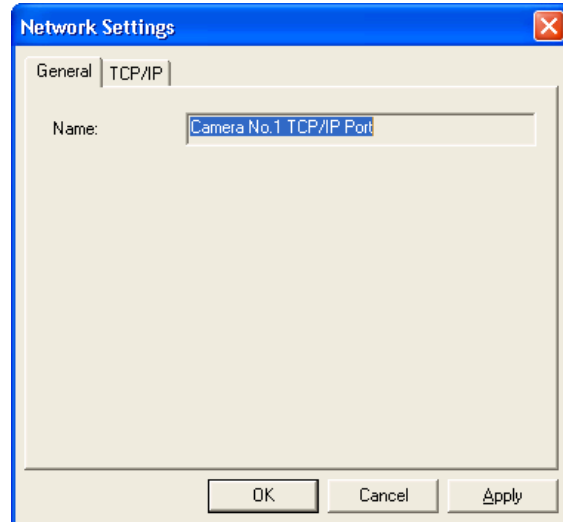 Network Settings
General TCP/IP
Name: Camera No.1 TCP/IP Port
OK Cancel Apply